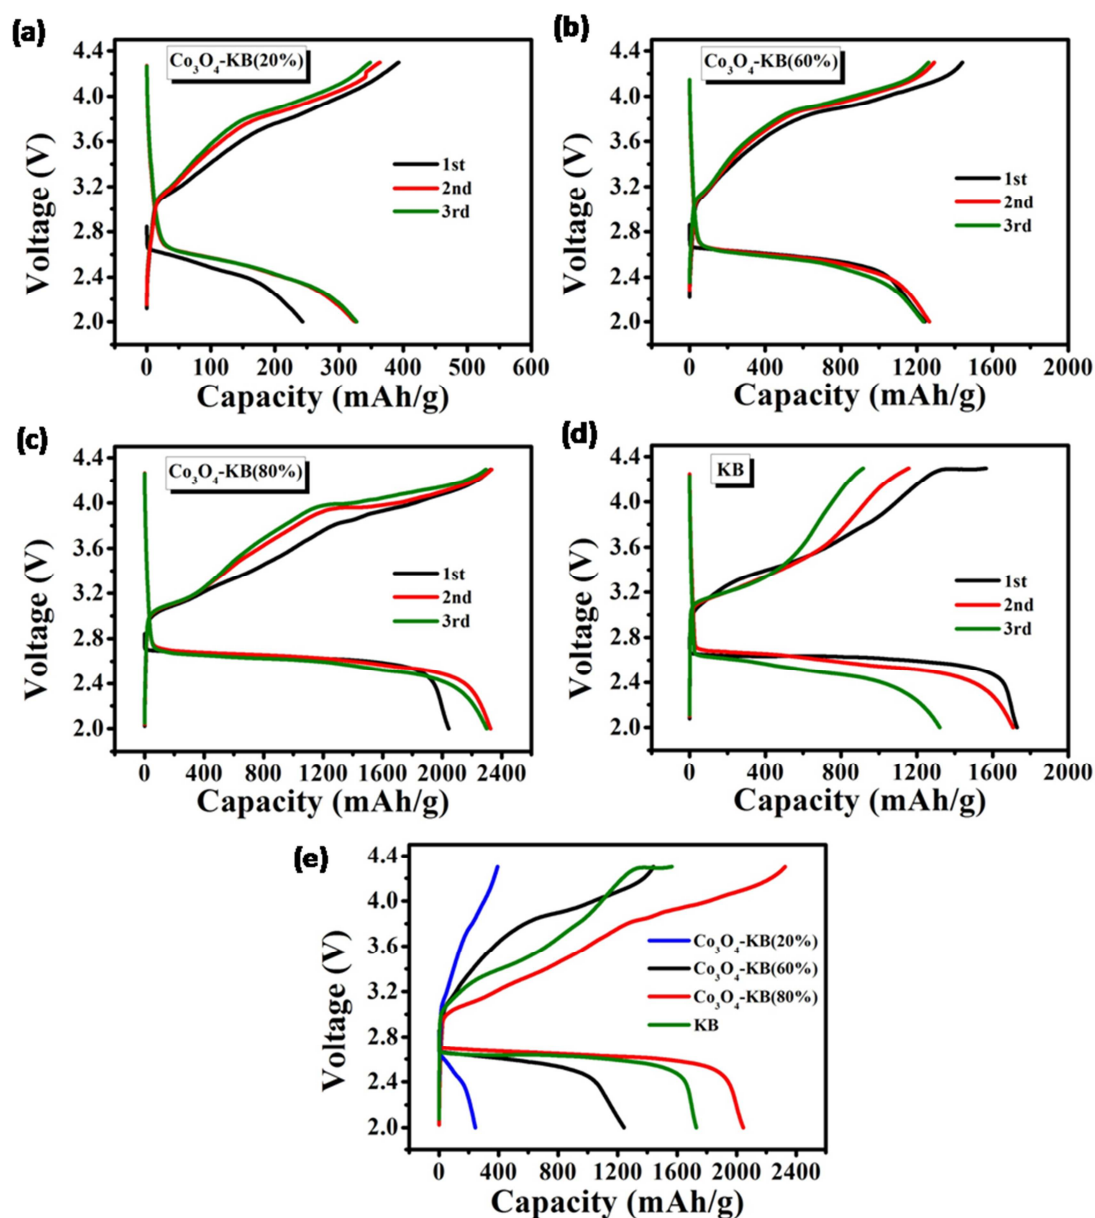 (a)
Co₃O₄-KB(20%)
Voltage (V)
4.4
4.0
3.6
3.2
2.8
2.4
2.0
1st
2nd
3rd
0 100 200 300 400 500 600
Capacity (mAh/g)
(b)
Co₃O₄-KB(60%)
Voltage (V)
4.4
4.0
3.6
3.2
2.8
2.4
2.0
1st
2nd
3rd
0 400 800 1200 1600 2000
Capacity (mAh/g)
(c)
Co₃O₄-KB(80%)
Voltage (V)
4.4
4.0
3.6
3.2
2.8
2.4
2.0
1st
2nd
3rd
0 400 800 1200 1600 2000 2400
Capacity (mAh/g)
(d)
KB
Voltage (V)
4.4
4.0
3.6
3.2
2.8
2.4
2.0
1st
2nd
3rd
0 400 800 1200 1600 2000
Capacity (mAh/g)
(e)
Voltage (V)
4.4
4.0
3.6
3.2
2.8
2.4
2.0
Co₃O₄-KB(20%)
Co₃O₄-KB(60%)
Co₃O₄-KB(80%)
KB
0 400 800 1200 1600 2000 2400
Capacity (mAh/g)